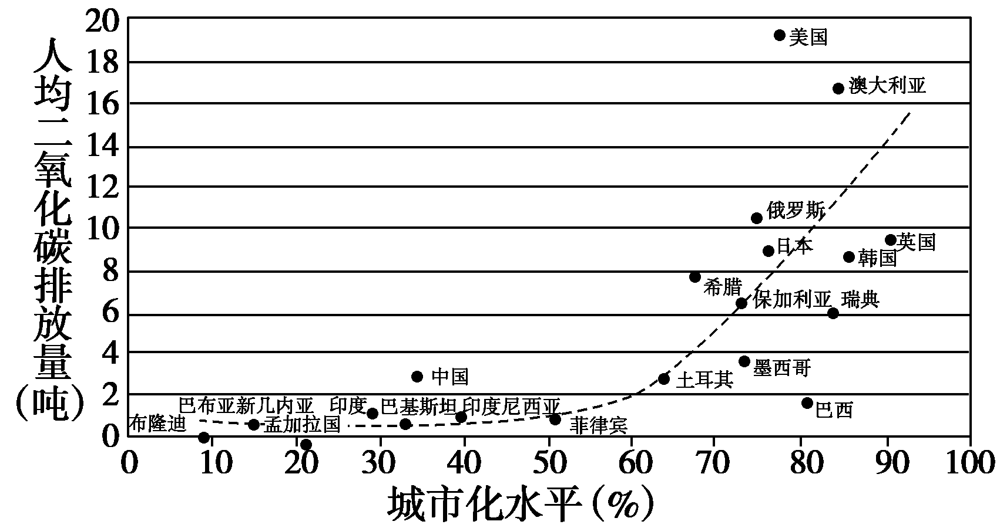 人均二氧化碳排放量(吨)
20
18
16
14
12
10
8
6
4
2
0
美国
澳大利亚
俄罗斯
日本
英国
韩国
希腊
保加利亚 瑞典
墨西哥
中国
土耳其
巴布亚新几内亚 印度 巴基斯坦 印度尼西亚
巴西
布隆迪
孟加拉国
菲律宾
0 10 20 30 40 50 60 70 80 90 100
城市化水平(%)